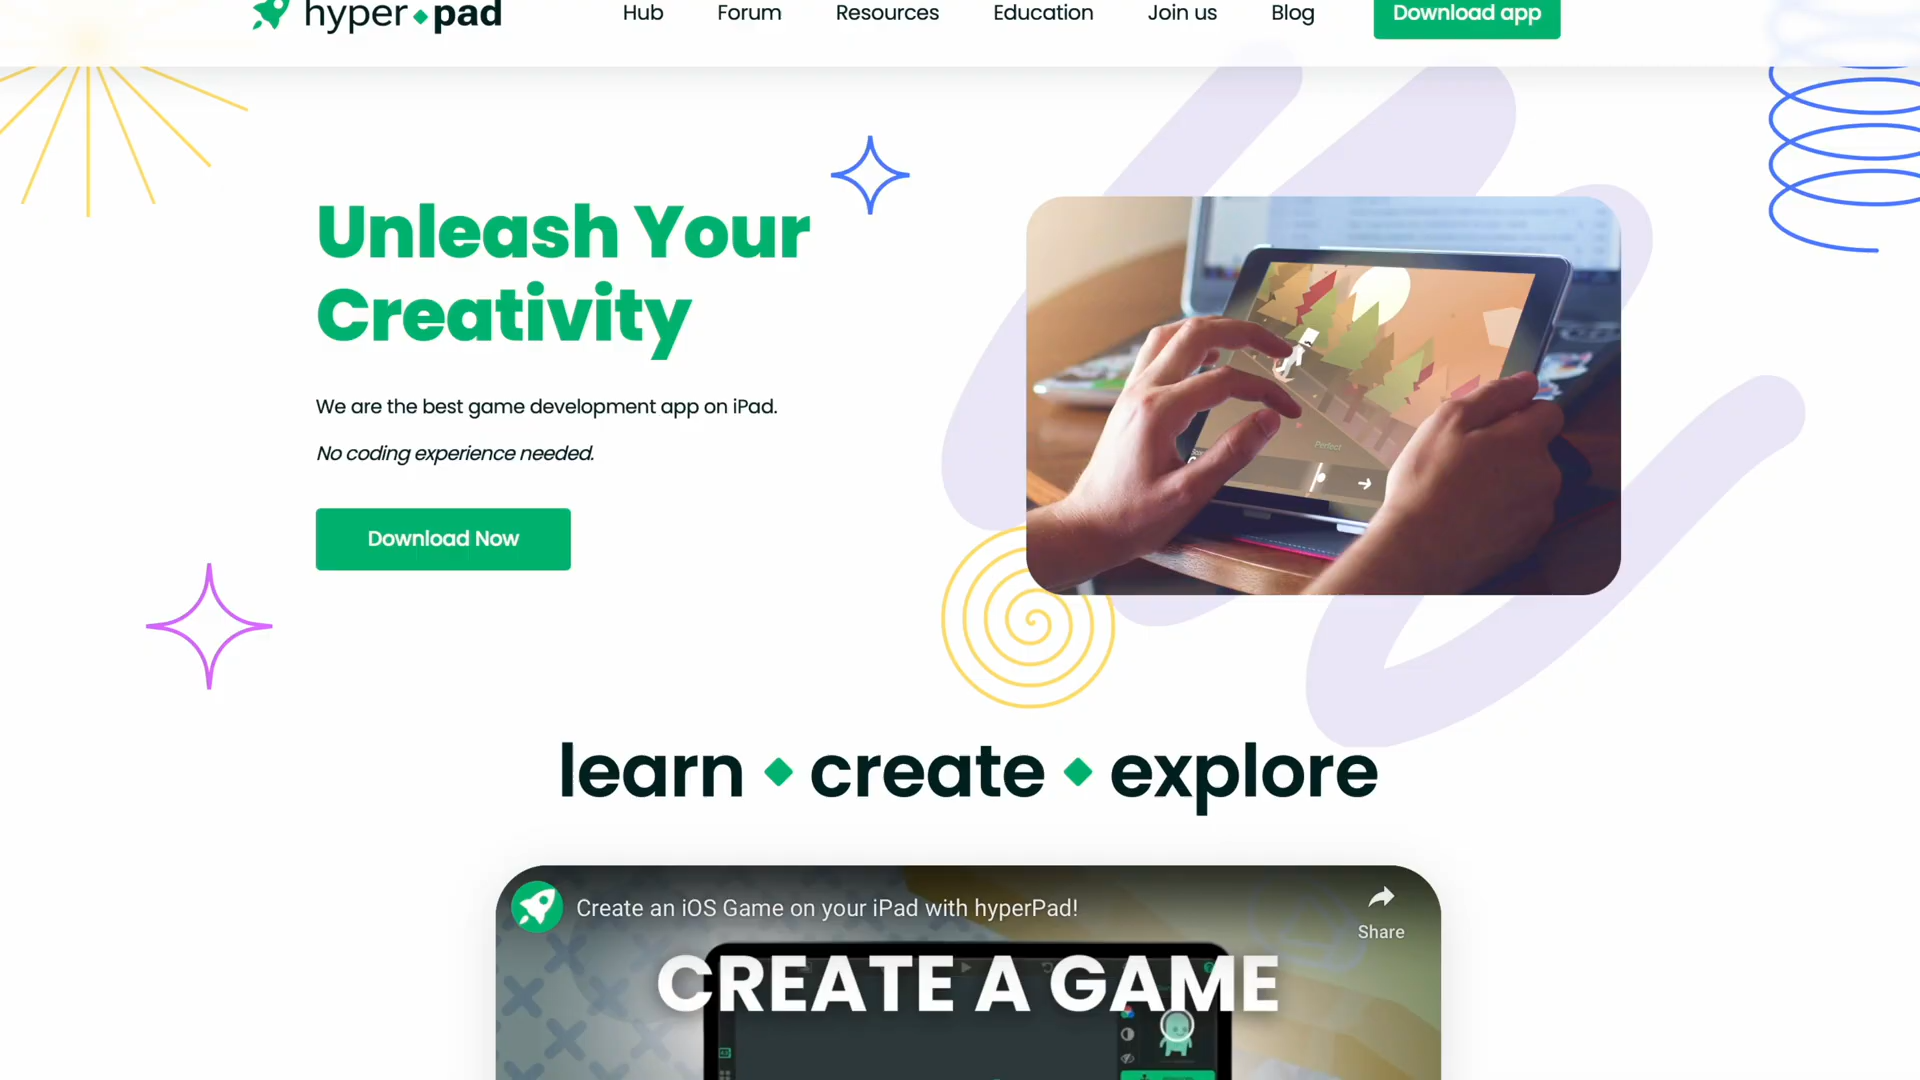 hyper pad
Hub
Forum
Resources
Education
Join us
Blog
Download app
Unleash Your
Creativity
We are the best game development app on iPad.
No coding experience needed.
Download Now
Perfect
learn ◆ create ◆ explore
Create an iOS Game on your iPad with hyperPad!
Share
CREATE A GAME